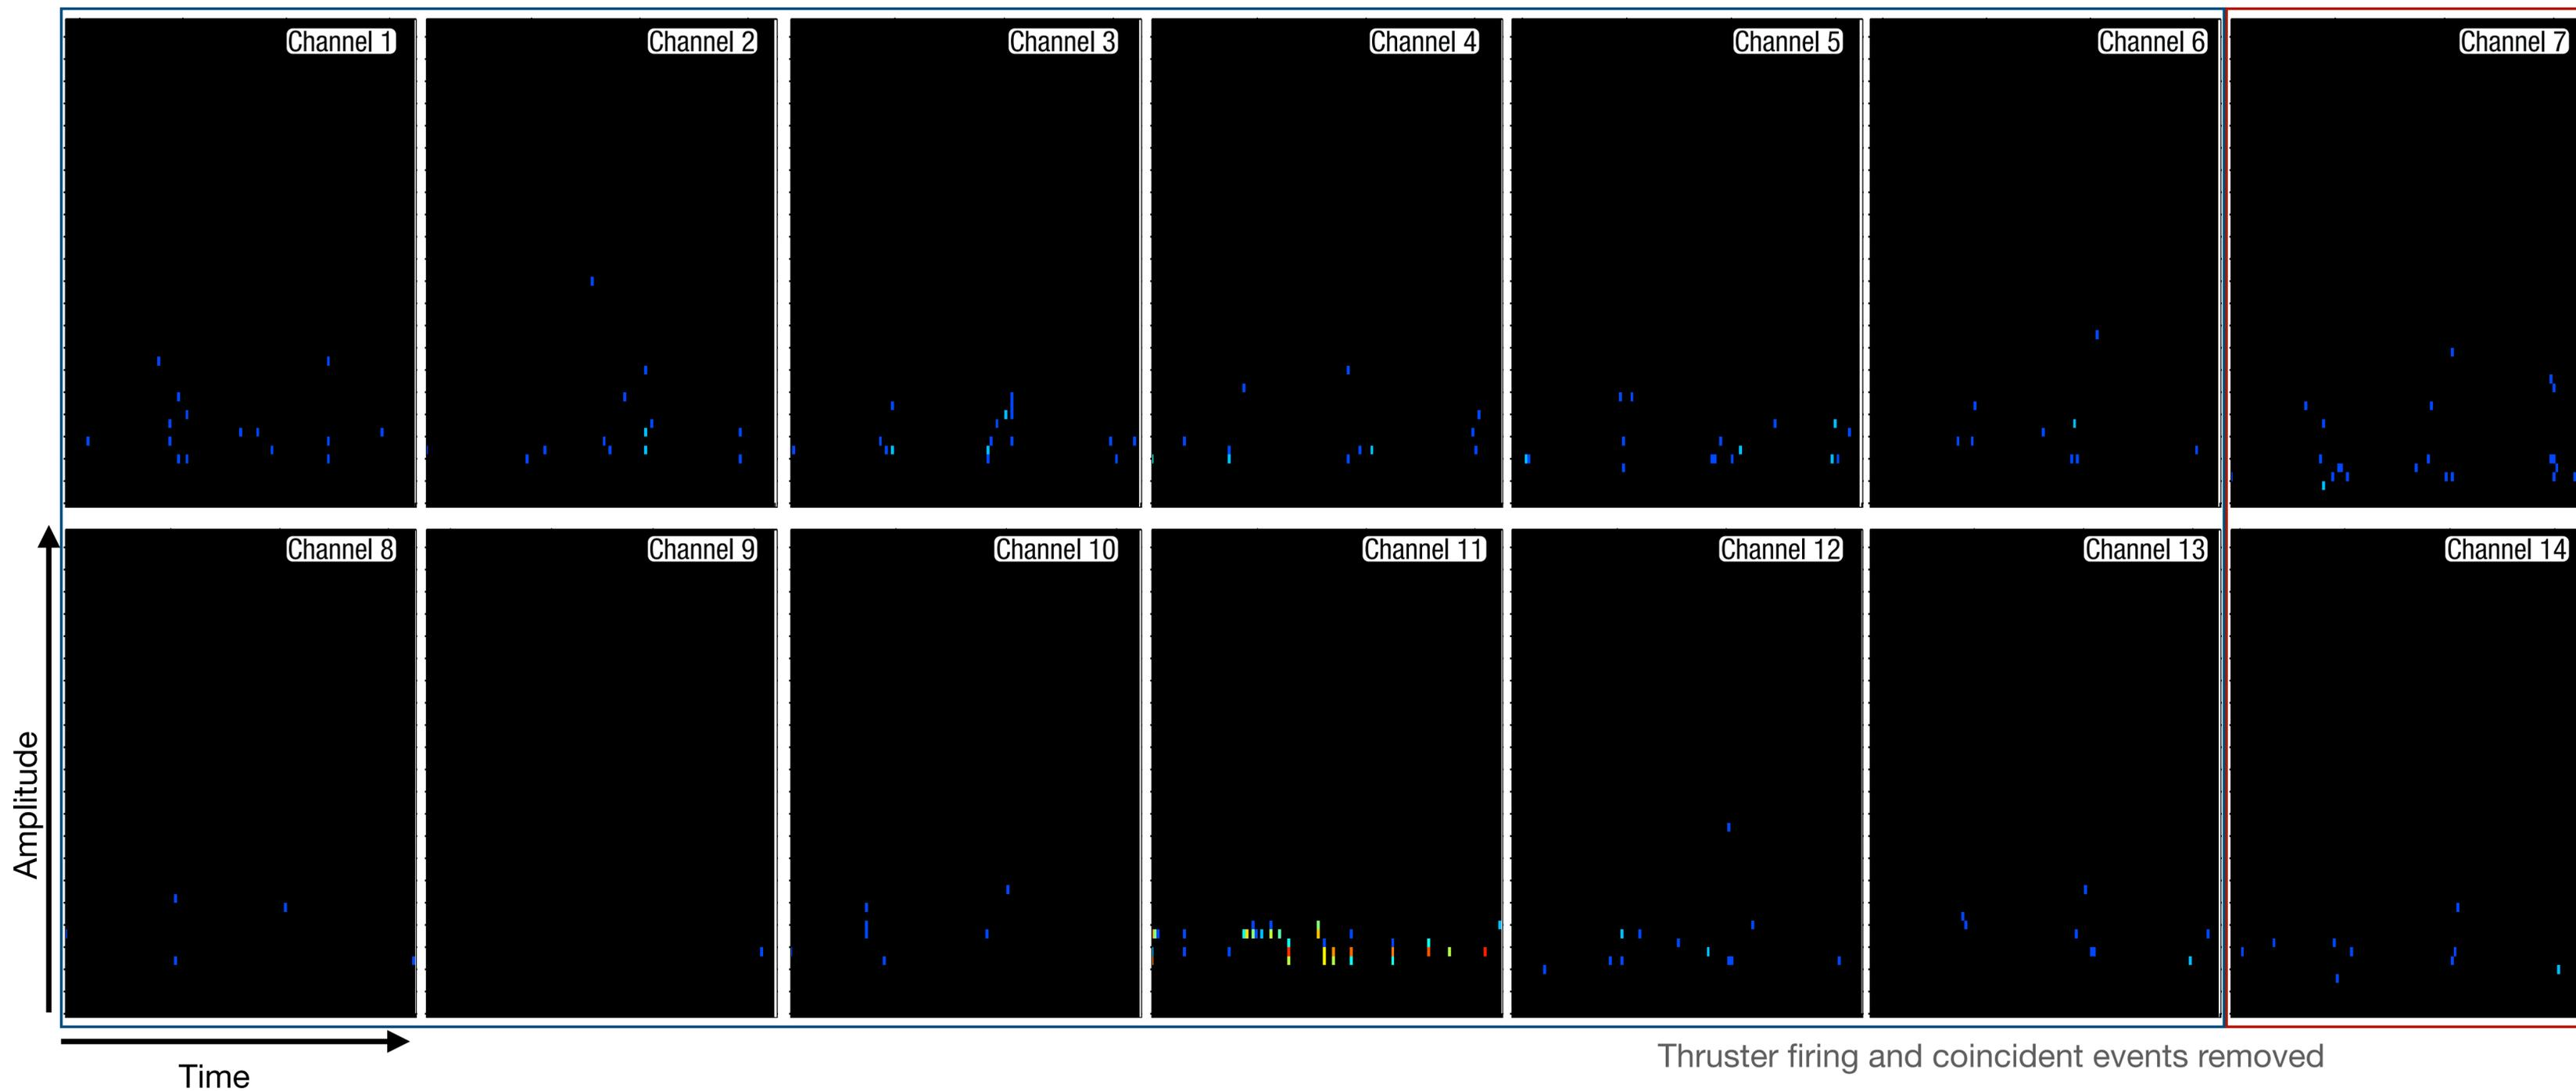 Channel 1
Channel 2
Channel 3
Channel 4
Channel 5
Channel 6
Channel 7
Channel 8
Channel 9
Channel 10
Channel 11
Channel 12
Channel 13
Channel 14
Amplitude
Time
Thruster firing and coincident events removed